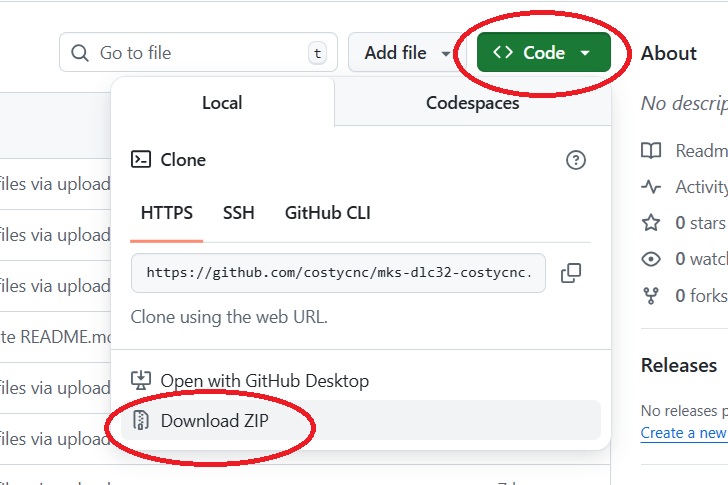 Go to file
t
Add file
Code
About
Local
Codespaces
No descrip
Clone
Readm
files via upload
Activity
HTTPS
SSH
GitHub CLI
0 stars
files via upload
https://github.com/costycnc/mks-dlc32-costycnc.
0 watch
files via upload
0 forks
Clone using the web URL.
te README.md
Releases
Open with GitHub Desktop
files via upload
Download ZIP
No releases p
Create a new
files via upload